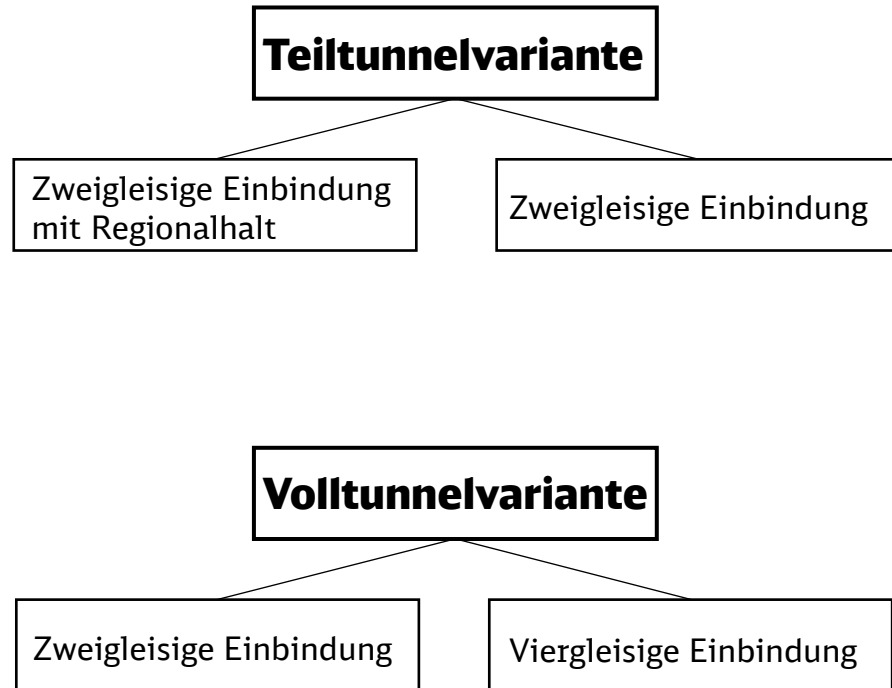 Teiltunnelvariante
Zweigleisige Einbindung
mit Regionalhalt
Zweigleisige Einbindung
Volltunnelvariante
Zweigleisige Einbindung
Viergleisige Einbindung